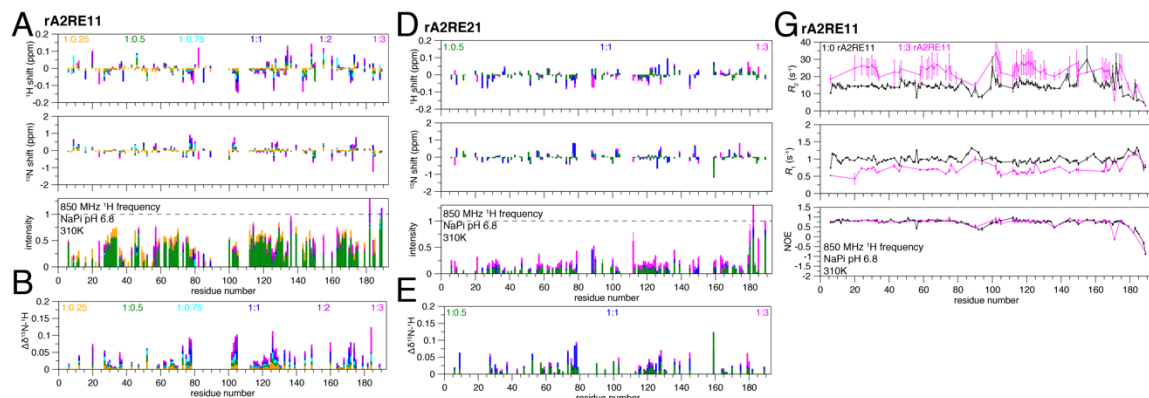 A rA2RE11
1:0.25 1:0.5 1:0.75 1:1 1:2 1:3
0.2
0.1
0
-0.1
-0.2
¹H shift (ppm)
2
1
0
-1
-2
¹⁵N shift (ppm)
850 MHz ¹H frequency
NaPi pH 6.8
310K
1
0.5
0
intensity
0 20 40 60 80 100 120 140 160 180
residue number
B
1:0.25 1:0.5 1:0.75 1:1 1:2 1:3
0.2
0.15
0.1
0.05
0
Δδ¹⁵N-¹H
0 20 40 60 80 100 120 140 160 180
residue number
D rA2RE21
1:0.5 1:1 1:3
0.2
0.1
0
-0.1
-0.2
¹H shift (ppm)
2
1
0
-1
-2
¹⁵N shift (ppm)
850 MHz ¹H frequency
NaPi pH 6.8
310K
1
0.5
0
intensity
0 20 40 60 80 100 120 140 160 180
residue number
E
1:0.5 1:1 1:3
0.2
0.15
0.1
0.05
0
Δδ¹⁵N-¹H
0 20 40 60 80 100 120 140 160 180
residue number
G rA2RE11
1:0 rA2RE11 1:3 rA2RE11
40
35
30
25
20
15
10
5
0
R₂ (s⁻¹)
2
1.5
1
0.5
0
R₁ (s⁻¹)
1.5
1
0.5
0
-0.5
-1
-1.5
-2
NOE
850 MHz ¹H frequency
NaPi pH 6.8
310K
0 20 40 60 80 100 120 140 160 180
residue number